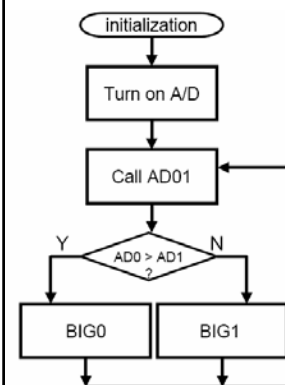 initialization
Turn on A/D
Call AD01
Y
N
AD0 > AD1
?
BIG0
BIG1